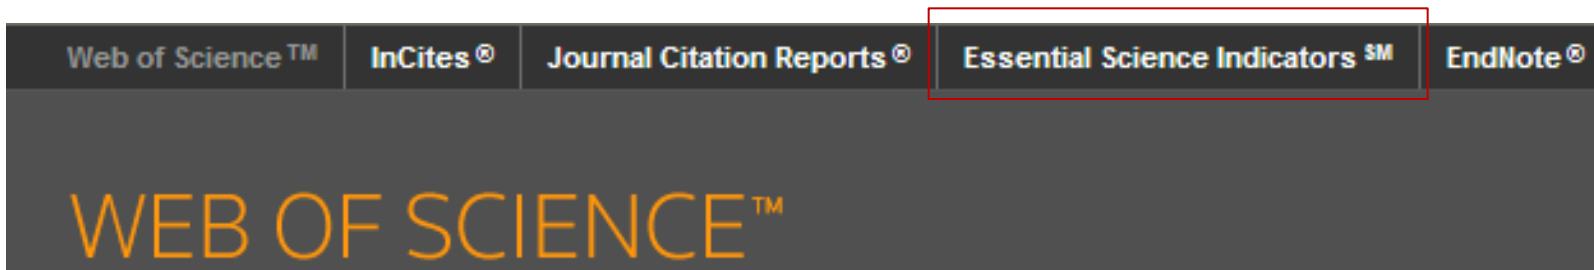 Web of Science™ InCites® Journal Citation Reports® Essential Science Indicators ℠ EndNote®
WEB OF SCIENCE™